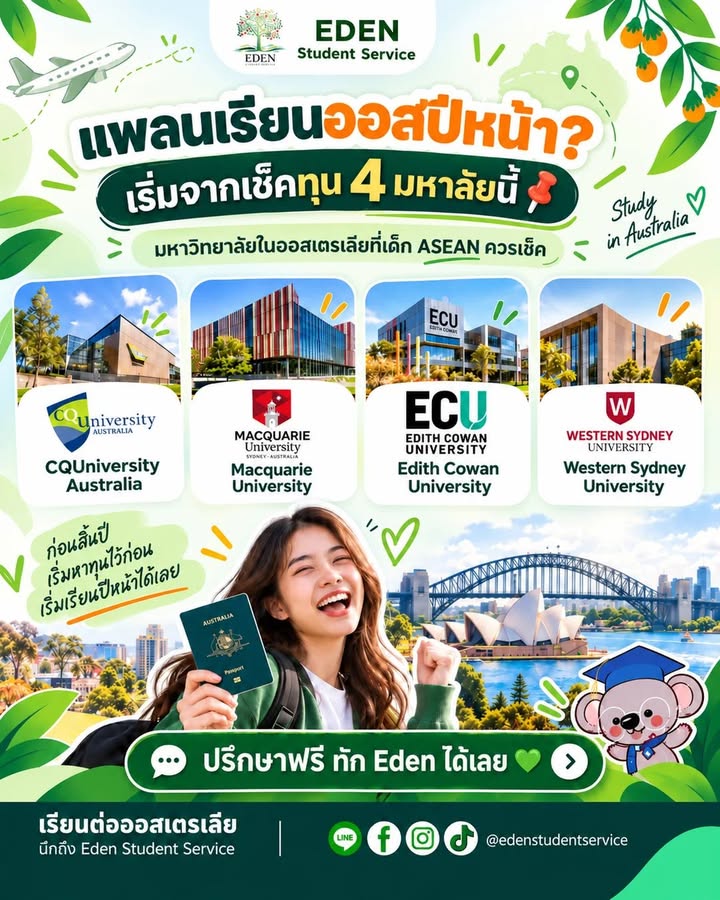 EDEN
EDEN
Student Service
แพลนเรียนออสปีหน้า?
เริ่มจากเช็คทุน 4 มหาลัยนี้
Study
in Australia
มหาวิทยาลัยในออสเตรเลียที่เด็ก ASEAN ควรเช็ค
ECU
EDITH COWAN
CQUniversity
AUSTRALIA
CQUniversity
Australia
MACQUARIE
University
SYDNEY-AUSTRALIA
Macquarie
University
ECU
EDITH COWAN
UNIVERSITY
Edith Cowan
University
W
WESTERN SYDNEY
UNIVERSITY
Western Sydney
University
ก่อนสิ้นปี
เริ่มหาทุนไว้ก่อน
เริ่มเรียนปีหน้าได้เลย
AUSTRALIA
Passport
ปรึกษาฟรี ทัก Eden ได้เลย
เรียนต่อออสเตรเลีย
นึกถึง Eden Student Service
LINE
@edenstudentservice